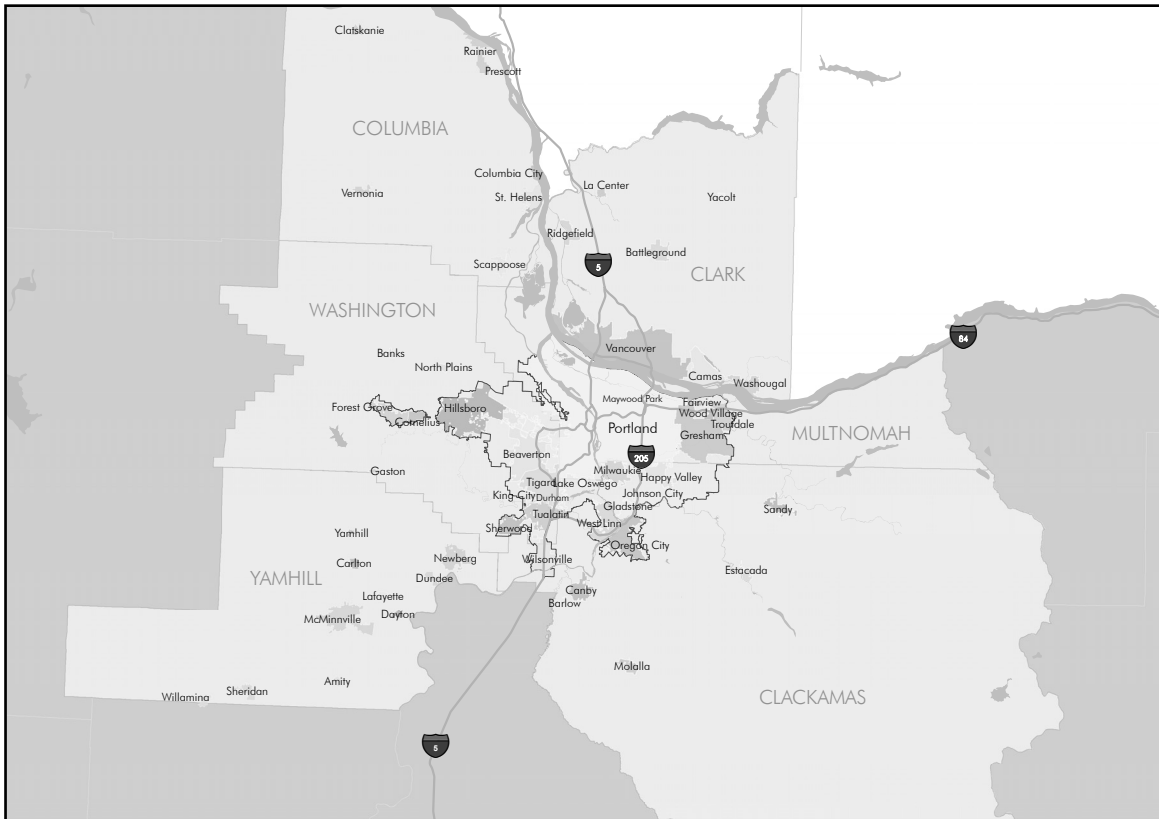 Clatskanie
Rainier
Prescott
COLUMBIA
Columbia City
La Center
Vernonia
St. Helens
Yacolt
Ridgefield
Battleground
Scappoose
5
CLARK
WASHINGTON
84
Vancouver
Banks
North Plains
Camas
Washougal
Maywood Park
Fairview
Forest Grove
Hillsboro
Wood Village
Cornelius
Troutdale
Portland
Gresham
MULTNOMAH
Beaverton
205
Gaston
Milwaukie
Happy Valley
Tigard
Lake Oswego
King City
Durham
Johnson City
Gladstone
Sandy
Tualatin
West Linn
Sherwood
Yamhill
Oregon City
Newberg
Wilsonville
Carlton
Estacada
YAMHILL
Dundee
Canby
Lafayette
Barlow
McMinnville
Dayton
Molalla
Amity
Sheridan
Willamina
CLACKAMAS
5